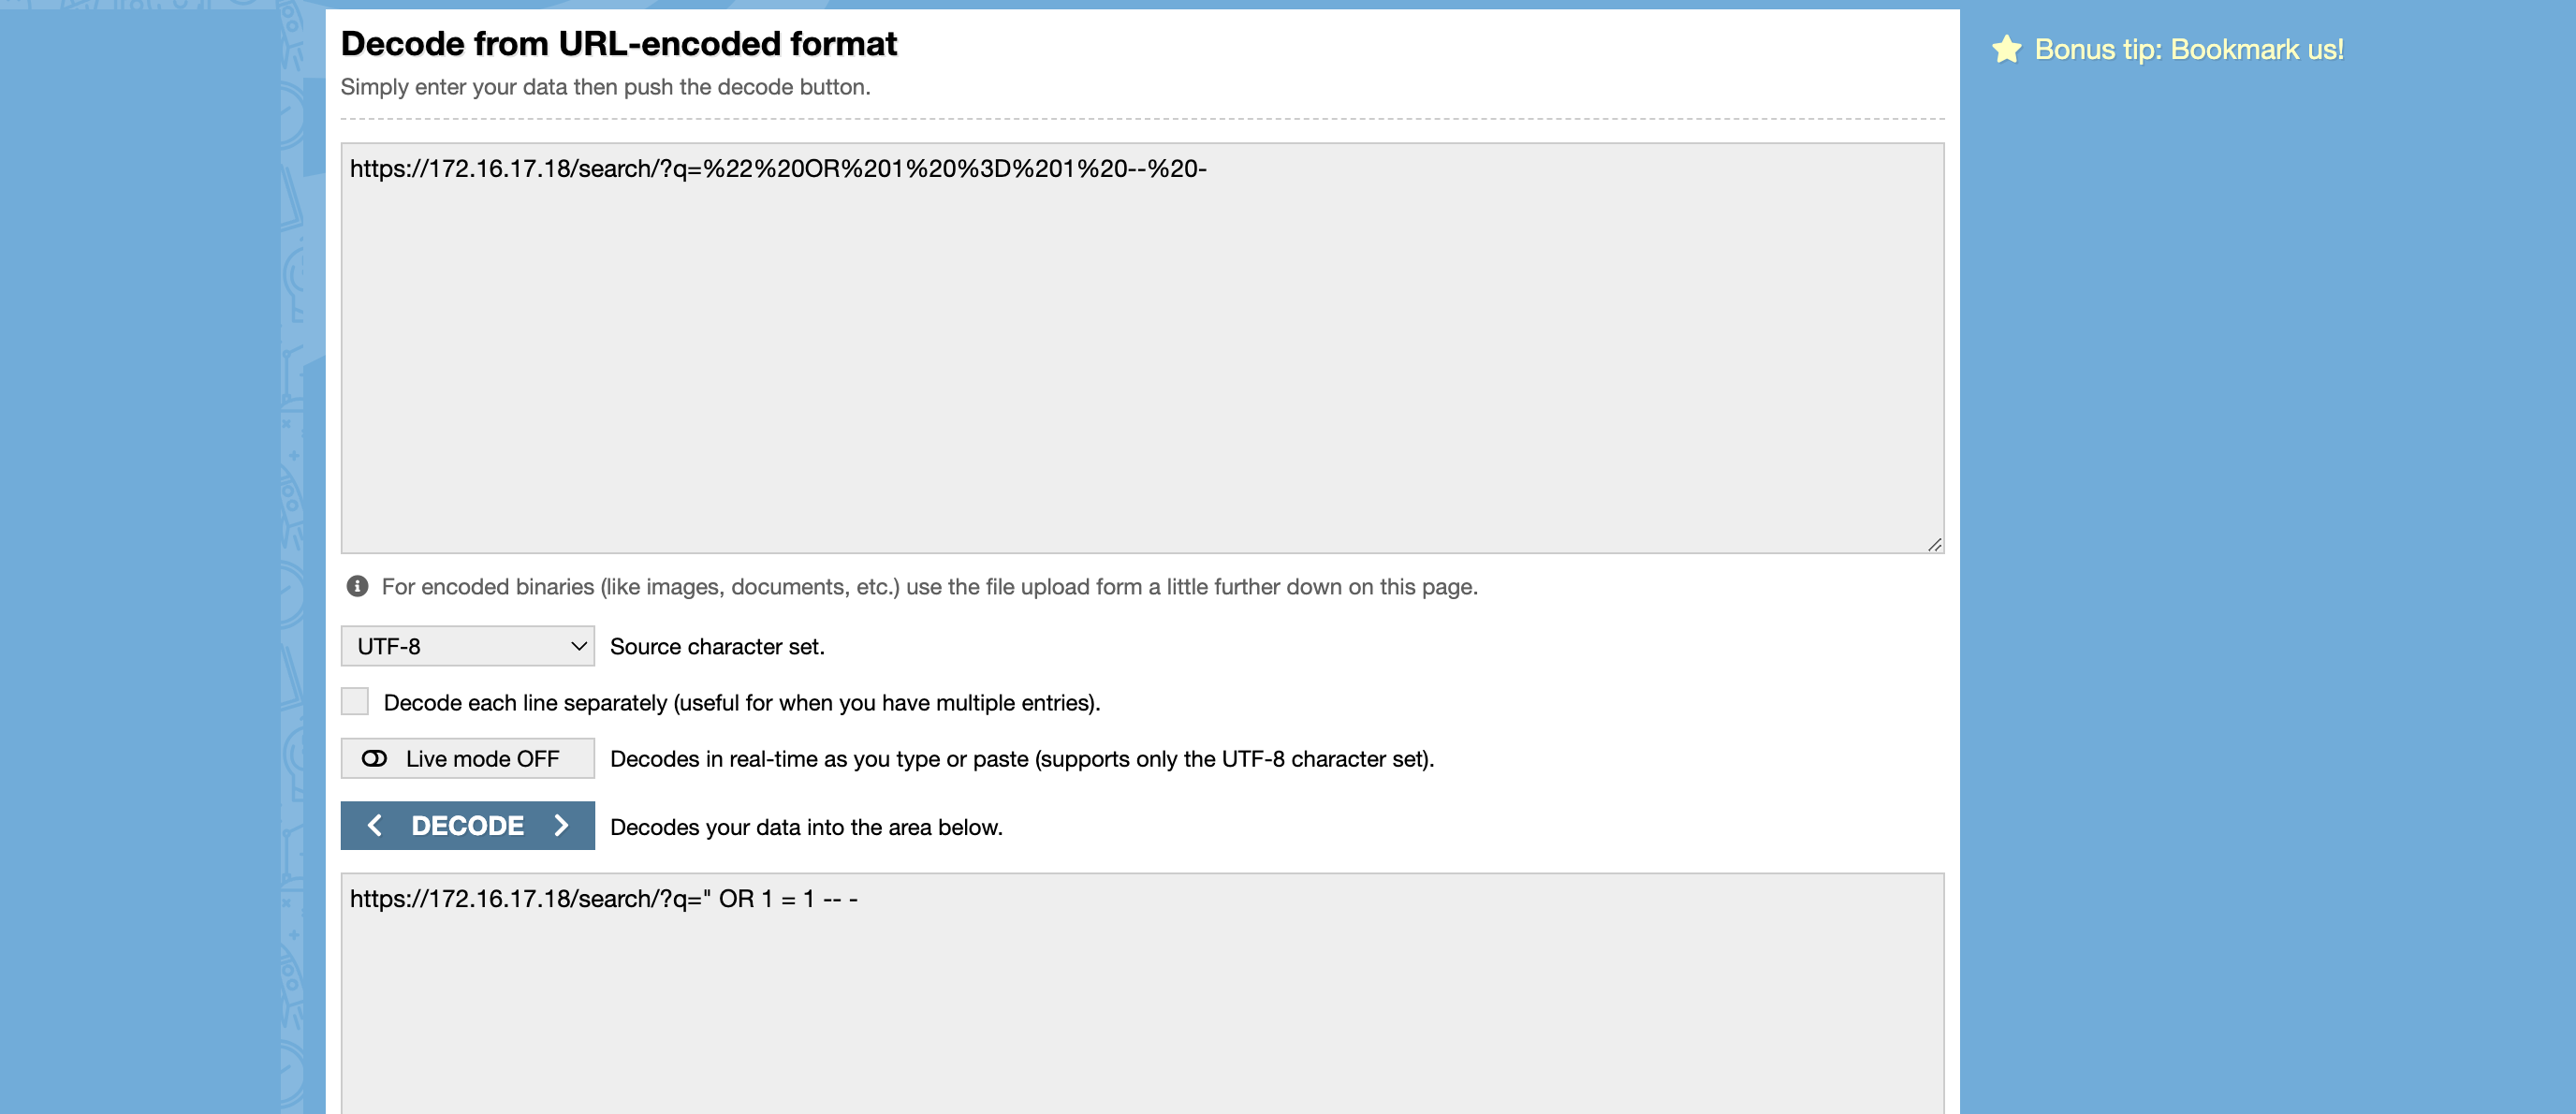 Decode from URL-encoded format
Bonus tip: Bookmark us!
Simply enter your data then push the decode button.
https://172.16.17.18/search/?q=%22%20OR%201%20%3D%201%20--%20-
For encoded binaries (like images, documents, etc.) use the file upload form a little further down on this page.
UTF-8 Source character set.
Decode each line separately (useful for when you have multiple entries).
Live mode OFF Decodes in real-time as you type or paste (supports only the UTF-8 character set).
< DECODE > Decodes your data into the area below.
https://172.16.17.18/search/?q=" OR 1 = 1 -- -